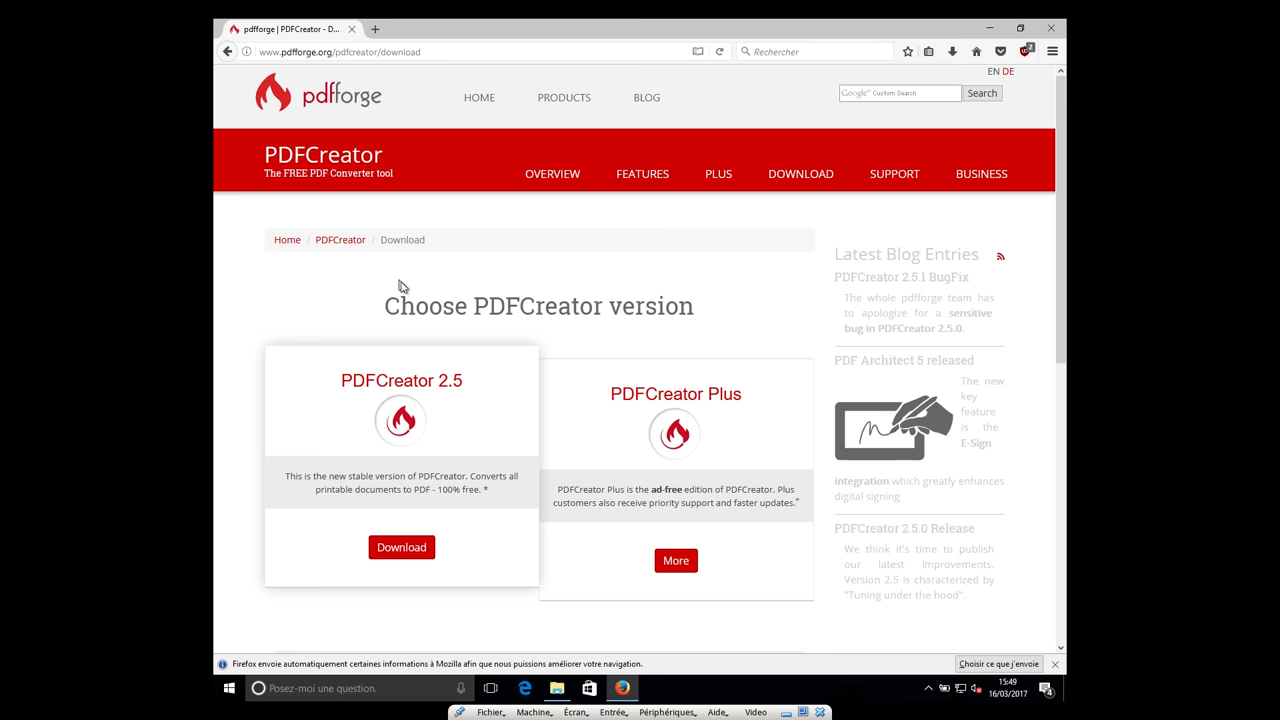 pdfforge | PDFCreator - D...
www.pdfforge.org/pdfcreator/download
Rechercher
2
EN DE
pdfforge
HOME PRODUCTS BLOG
Google™ Custom Search
Search
PDFCreator
The FREE PDF Converter tool
OVERVIEW FEATURES PLUS DOWNLOAD SUPPORT BUSINESS
Home / PDFCreator / Download
Choose PDFCreator version
PDFCreator 2.5
This is the new stable version of PDFCreator. Converts all
printable documents to PDF - 100% free. *
Download
PDFCreator Plus
PDFCreator Plus is the ad-free edition of PDFCreator. Plus
customers also receive priority support and faster updates.*
More
Latest Blog Entries
PDFCreator 2.5.1 BugFix
The whole pdfforge team has
to apologize for a sensitive
bug in PDFCreator 2.5.0.
PDF Architect 5 released
The new
key
feature
is the
E-Sign
integration which greatly enhances
digital signing
PDFCreator 2.5.0 Release
We think it's time to publish
our latest improvements.
Version 2.5 is characterized by
"Tuning under the hood".
Firefox envoie automatiquement certaines informations à Mozilla afin que nous puissions améliorer votre navigation.
Choisir ce que j'envoie
Posez-moi une question.
15:49
16/03/2017
4
Fichier Machine Écran Entrée Périphériques Aide Video